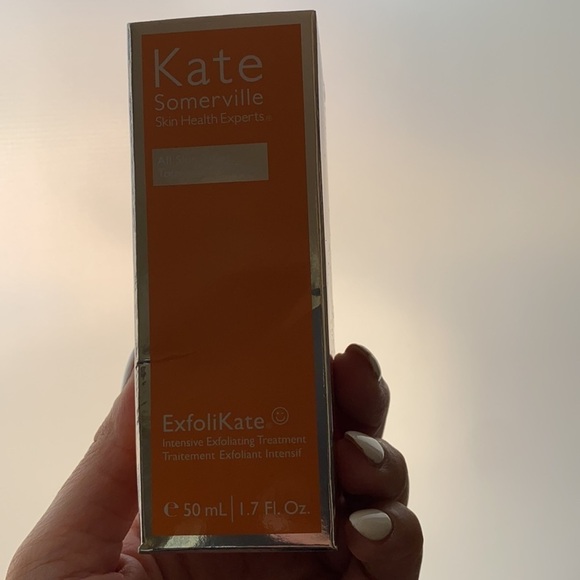 Kate
Somerville
Skin Health Experts®
ExfoliKate®
Intensive Exfoliating Treatment
Traitement Exfoliant Intensif
℮ 50 mL | 1.7 Fl. Oz.